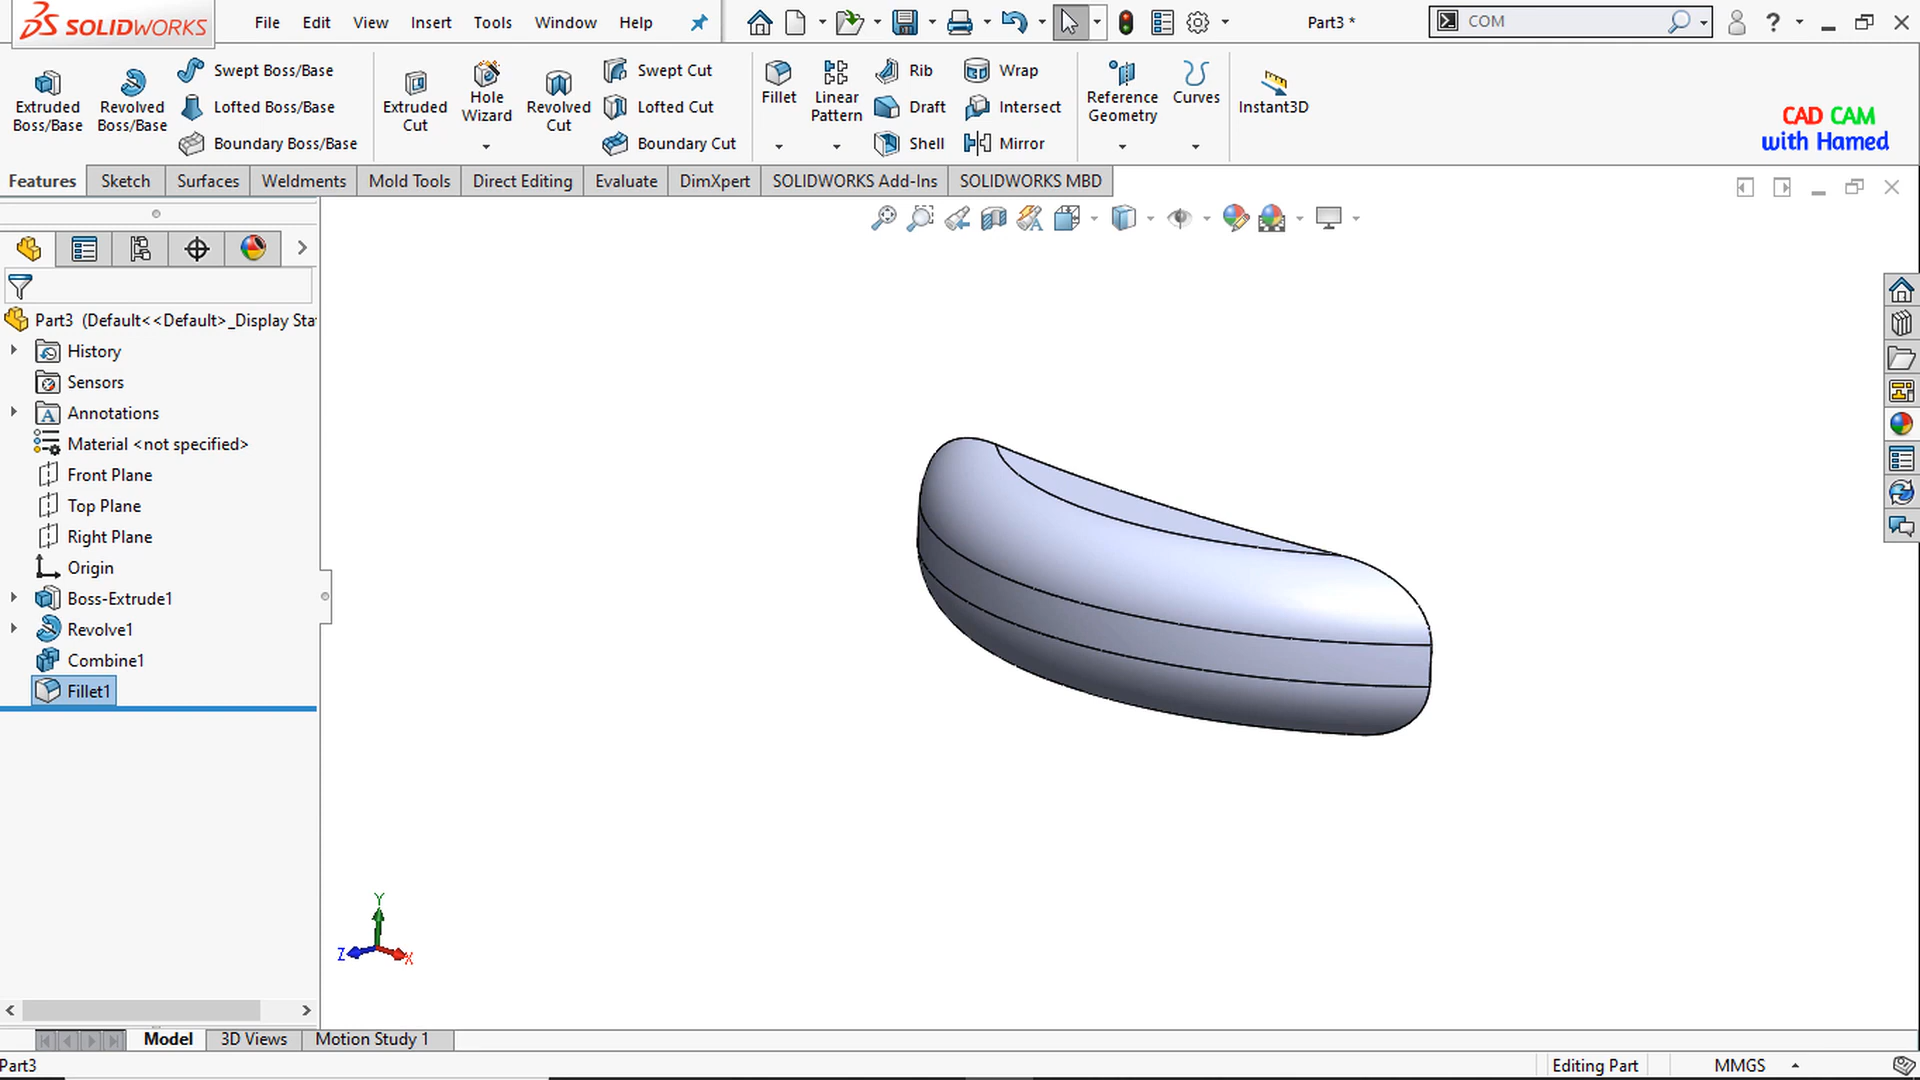 SOLIDWORKS File Edit View Insert Tools Window Help Part3 * COM ?
Extruded Boss/Base
Revolved Boss/Base
Swept Boss/Base
Lofted Boss/Base
Boundary Boss/Base
Extruded Cut
Hole Wizard
Revolved Cut
Swept Cut
Lofted Cut
Boundary Cut
Fillet
Linear Pattern
Rib
Draft
Shell
Wrap
Intersect
Mirror
Reference Geometry
Curves
Instant3D
CAD CAM
with Hamed
Features Sketch Surfaces Weldments Mold Tools Direct Editing Evaluate DimXpert SOLIDWORKS Add-Ins SOLIDWORKS MBD
Part3 (Default<<Default>_Display Sta
History
Sensors
Annotations
Material <not specified>
Front Plane
Top Plane
Right Plane
Origin
Boss-Extrude1
Revolve1
Combine1
Fillet1
Y
Z
X
Model 3D Views Motion Study 1
Part3 Editing Part MMGS